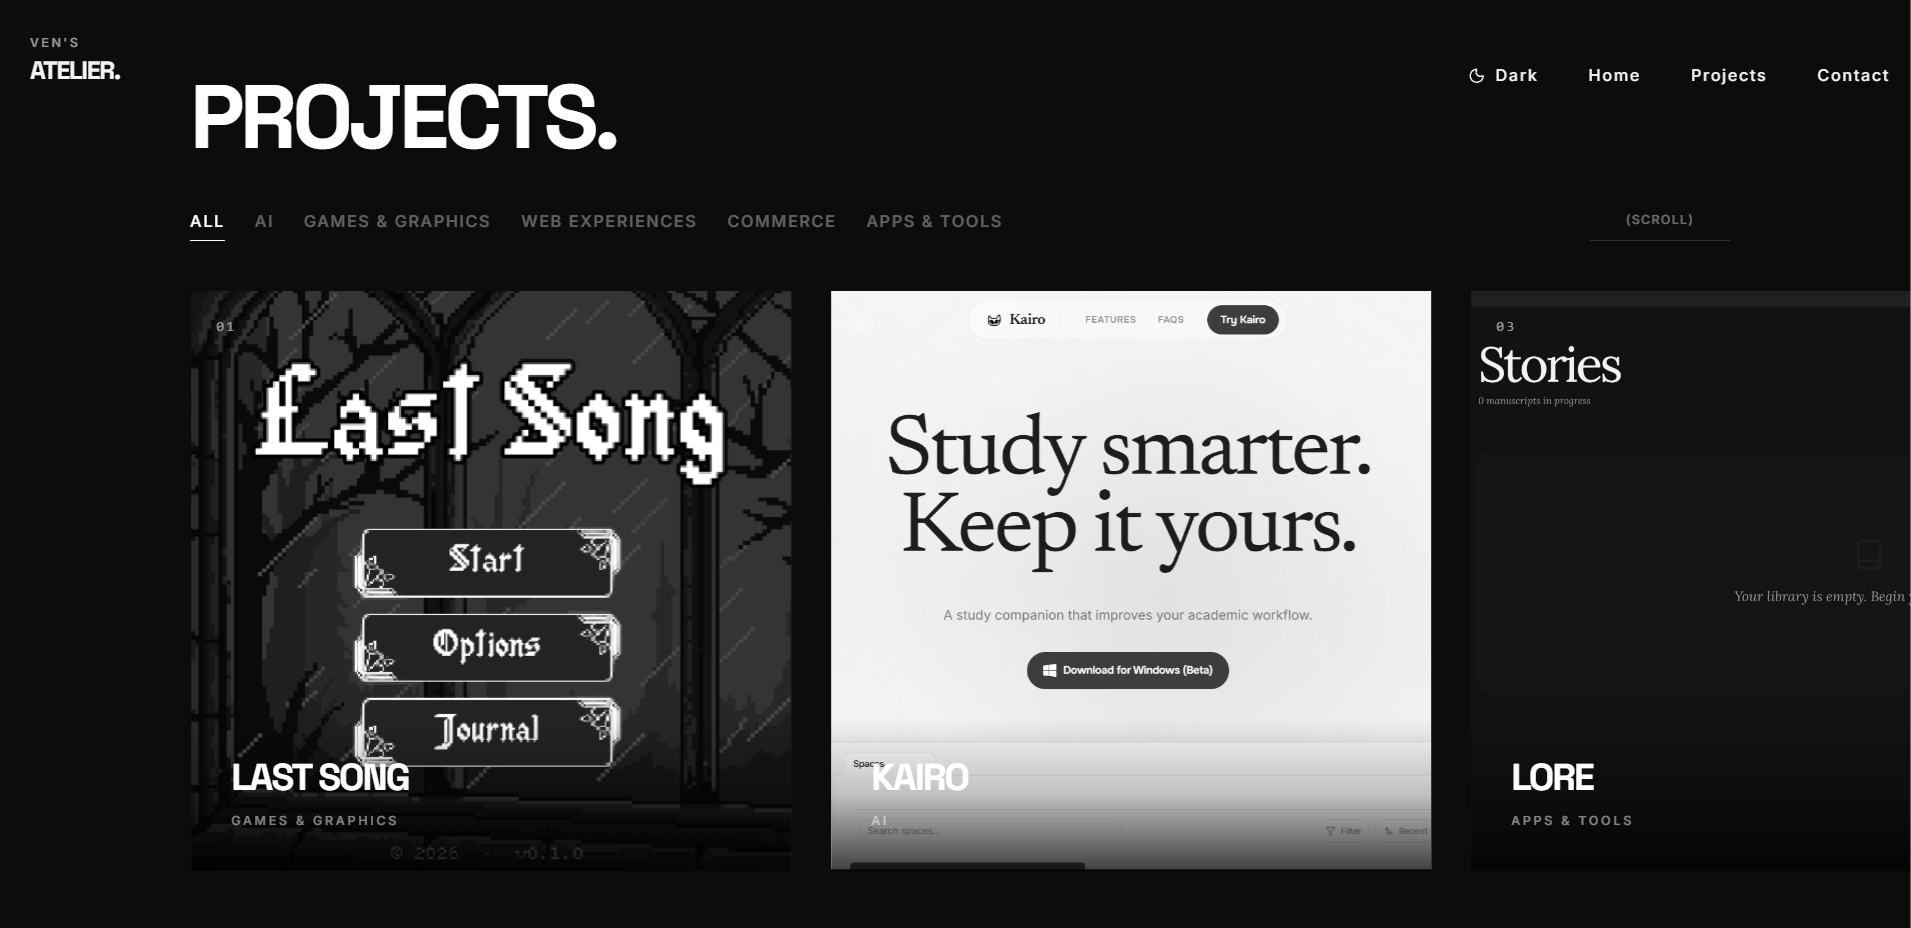 VEN'S
ATELIER.
Dark Home Projects Contact
PROJECTS.
ALL AI GAMES & GRAPHICS WEB EXPERIENCES COMMERCE APPS & TOOLS
(SCROLL)
01
Last Song
Start
Options
Journal
LAST SONG
GAMES & GRAPHICS
© 2026 · v0.1.0
02
Kairo FEATURES FAQS Try Kairo
Study smarter.
Keep it yours.
A study companion that improves your academic workflow.
Download for Windows (Beta)
Spaces
KAIRO
AI
Search spaces...
Filter Recent
03
Stories
0 manuscripts in progress
Your library is empty. Begin
LORE
APPS & TOOLS